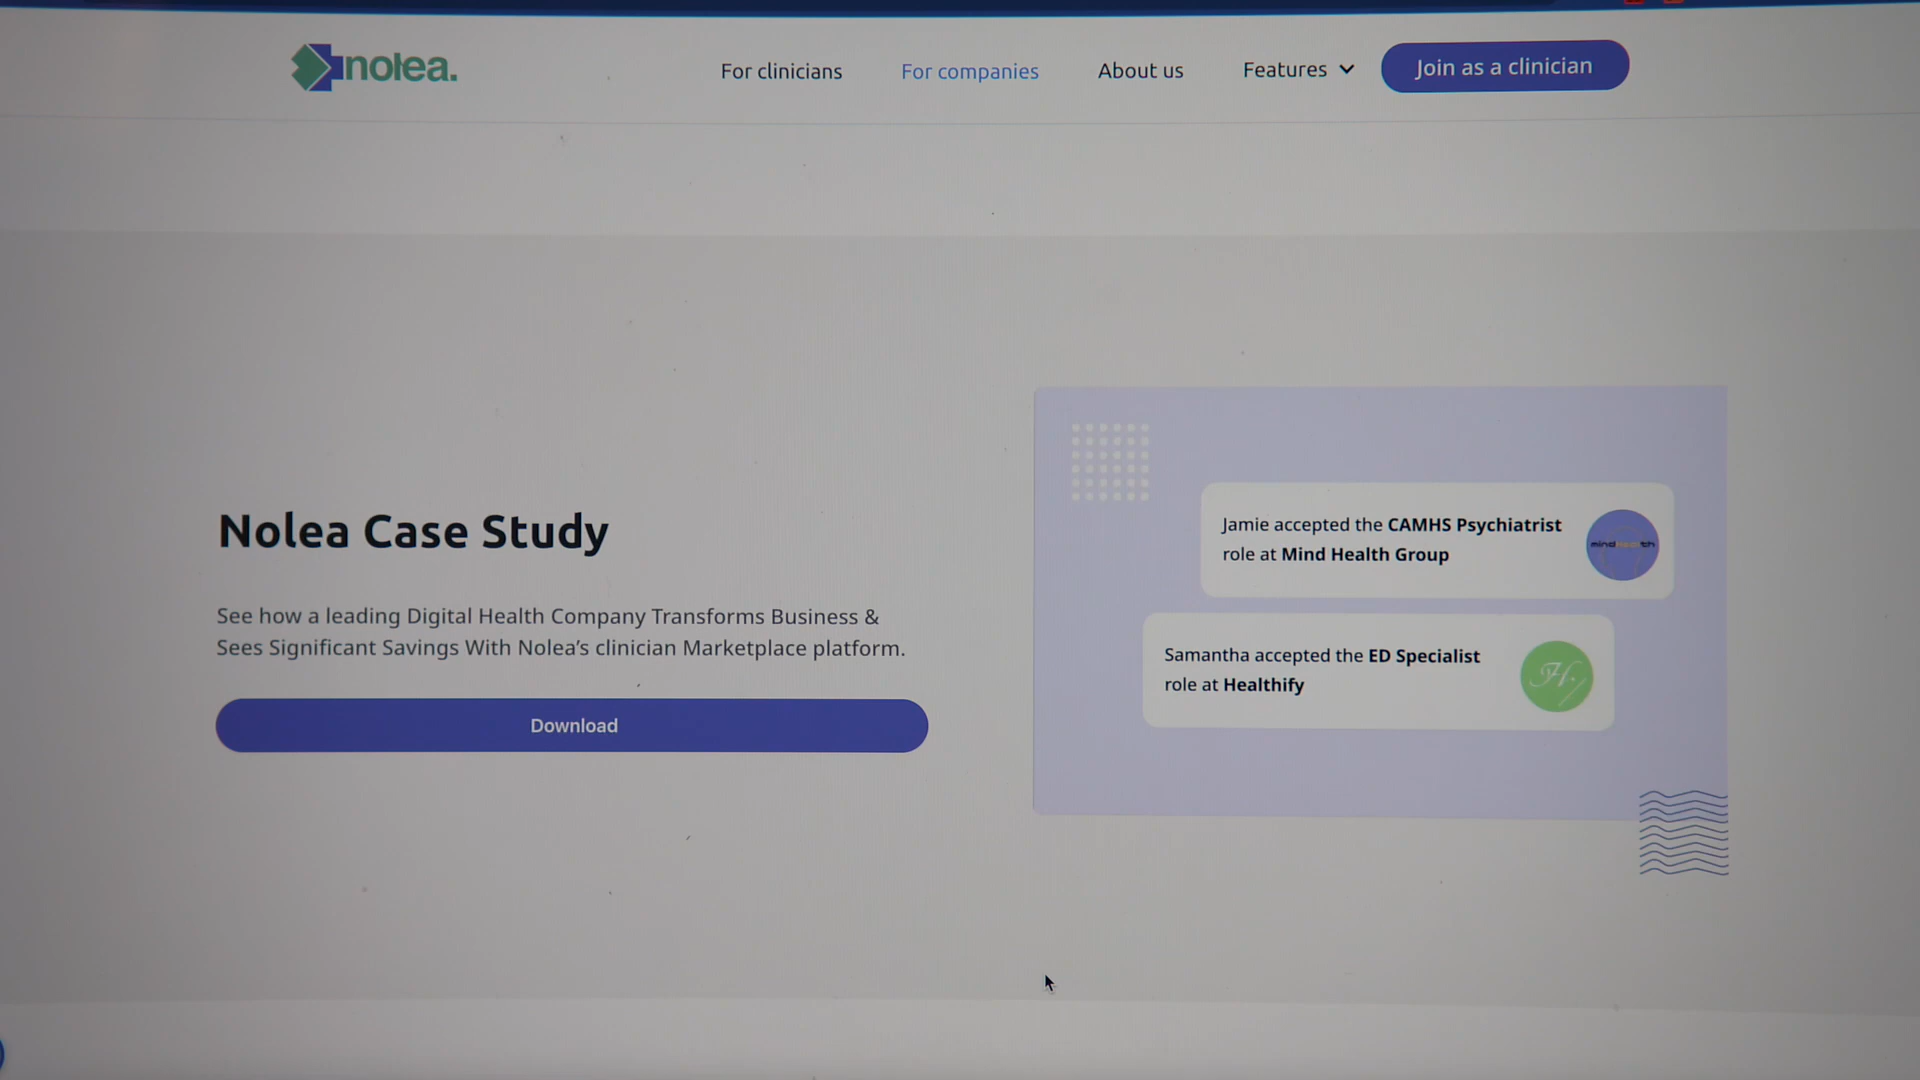 nolea.
For clinicians
For companies
About us
Features
Join as a clinician
Nolea Case Study
See how a leading Digital Health Company Transforms Business &
Sees Significant Savings With Nolea’s clinician Marketplace platform.
Download
Jamie accepted the CAMHS Psychiatrist
role at Mind Health Group
Samantha accepted the ED Specialist
role at Healthify